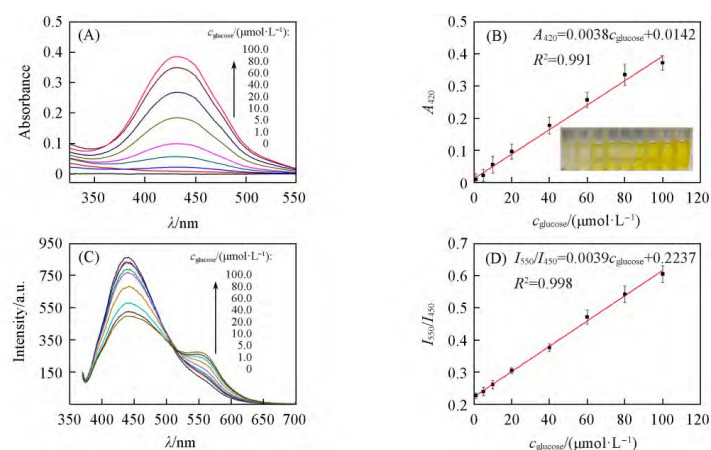 (A)
c_glucose/(μmol·L⁻¹):
100.0
80.0
60.0
40.0
20.0
10.0
5.0
1.0
0
Absorbance
0.5
0.4
0.3
0.2
0.1
0
350 400 450 500 550
λ/nm
(B)
A₄₂₀=0.0038c_glucose+0.0142
R²=0.991
A₄₂₀
0.5
0.4
0.3
0.2
0.1
0
0 20 40 60 80 100 120
c_glucose/(μmol·L⁻¹)
(C)
c_glucose/(μmol·L⁻¹):
100.0
80.0
60.0
40.0
20.0
10.0
5.0
1.0
0
Intensity/a.u.
950
750
550
350
150
350 400 450 500 550 600 650 700
λ/nm
(D)
I₅₅₀/I₄₅₀=0.0039c_glucose+0.2237
R²=0.998
I₅₅₀/I₄₅₀
0.7
0.6
0.5
0.4
0.3
0.2
0 20 40 60 80 100 120
c_glucose/(μmol·L⁻¹)